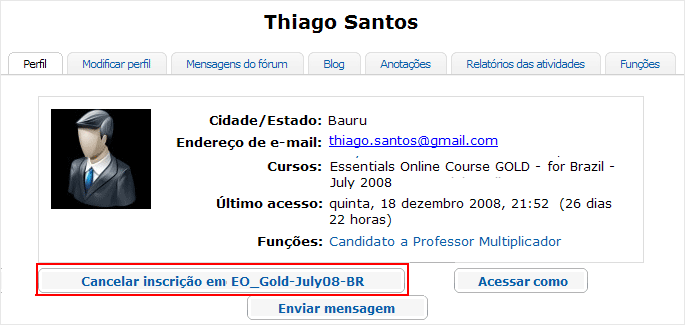 Thiago Santos
Perfil Modificar perfil Mensagens do fórum Blog Anotações Relatórios das atividades Funções
Cidade/Estado: Bauru
Endereço de e-mail: thiago.santos@gmail.com
Cursos: Essentials Online Course GOLD - for Brazil -
July 2008
Último acesso: quinta, 18 dezembro 2008, 21:52 (26 dias
22 horas)
Funções: Candidato a Professor Multiplicador
Cancelar inscrição em EO_Gold-July08-BR Acessar como
Enviar mensagem